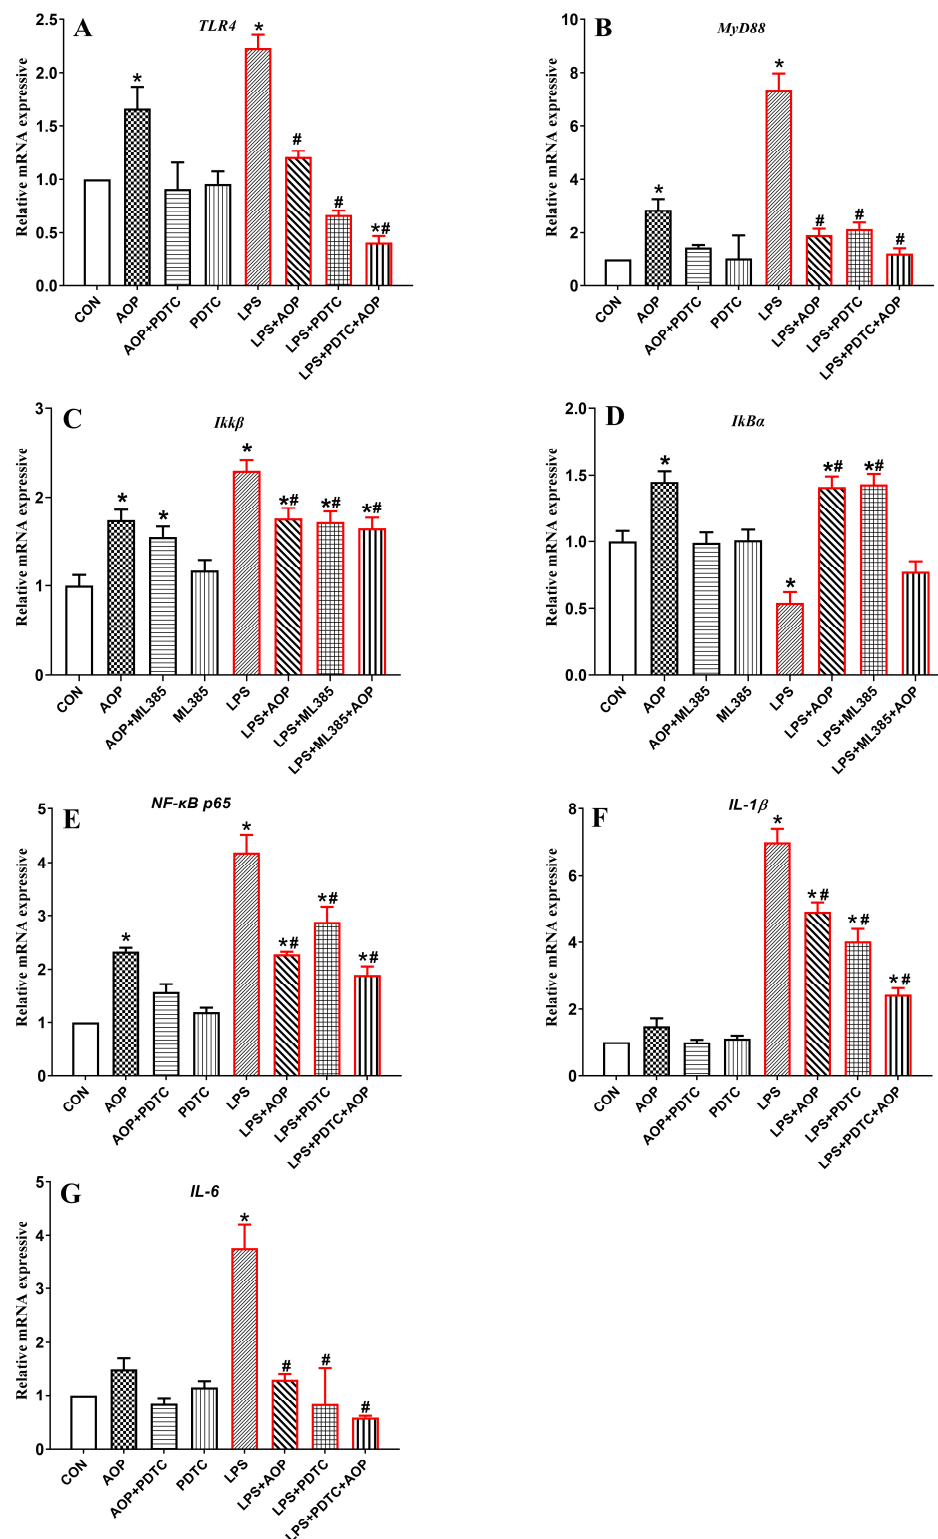 A
TLR4
Relative mRNA expressive
2.5
2.0
1.5
1.0
0.5
0.0
*
*
#
#
*#
CON
AOP
AOP+PDTC
PDTC
LPS
LPS+AOP
LPS+PDTC
LPS+PDTC+AOP
B
MyD88
Relative mRNA expressive
10
8
6
4
2
0
*
*
#
#
#
CON
AOP
AOP+PDTC
PDTC
LPS
LPS+AOP
LPS+PDTC
LPS+PDTC+AOP
C
Ikkβ
Relative mRNA expressive
3
2
1
0
*
*
*
*#
*#
*#
CON
AOP
AOP+ML385
ML385
LPS
LPS+AOP
LPS+ML385
LPS+ML385+AOP
D
IkBα
Relative mRNA expressive
2.0
1.5
1.0
0.5
0.0
*
*
*#
*#
CON
AOP
AOP+ML385
ML385
LPS
LPS+AOP
LPS+ML385
LPS+ML385+AOP
E
NF-κB p65
Relative mRNA expressive
5
4
3
2
1
0
*
*
*#
*#
*#
CON
AOP
AOP+PDTC
PDTC
LPS
LPS+AOP
LPS+PDTC
LPS+PDTC+AOP
F
IL-1β
Relative mRNA expressive
8
6
4
2
0
*
*#
*#
*#
CON
AOP
AOP+PDTC
PDTC
LPS
LPS+AOP
LPS+PDTC
LPS+PDTC+AOP
G
IL-6
Relative mRNA expressive
5
4
3
2
1
0
*
#
#
#
CON
AOP
AOP+PDTC
PDTC
LPS
LPS+AOP
LPS+PDTC
LPS+PDTC+AOP